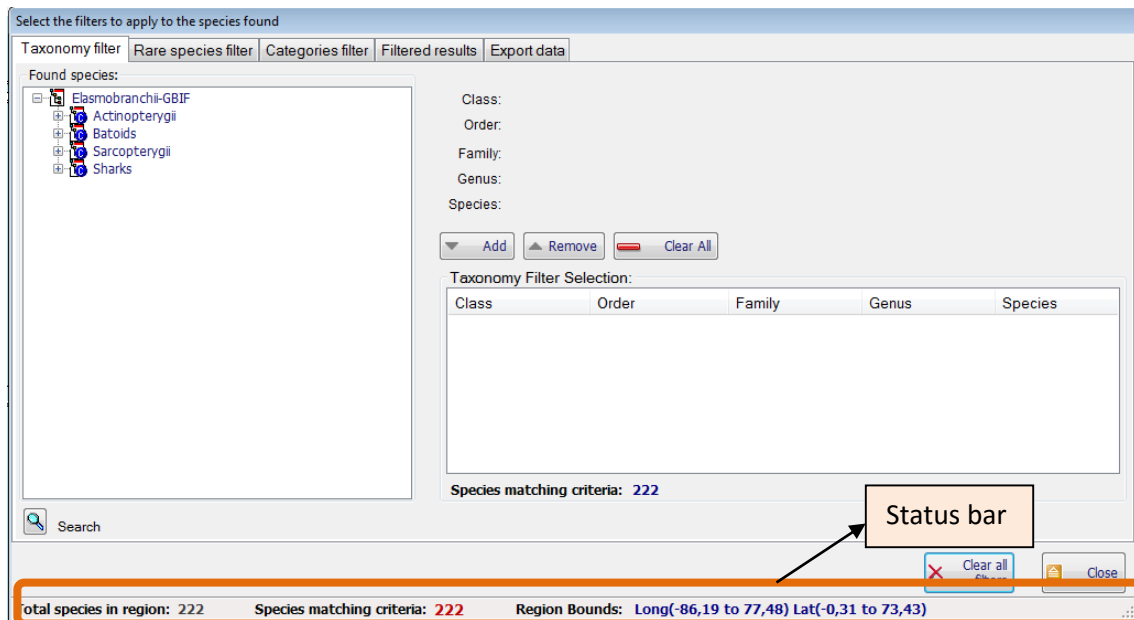 Select the filters to apply to the species found
Taxonomy filter Rare species filter Categories filter Filtered results Export data
Found species:
Elasmobranchii-GBIF
Actinopterygii
Batoids
Sarcopterygii
Sharks
Class:
Order:
Family:
Genus:
Species:
Add Remove Clear All
Taxonomy Filter Selection:
Class Order Family Genus Species
Species matching criteria: 222
Search
Status bar
Clear all
filters
Close
Total species in region: 222 Species matching criteria: 222 Region Bounds: Long(-86,19 to 77,48) Lat(-0,31 to 73,43)